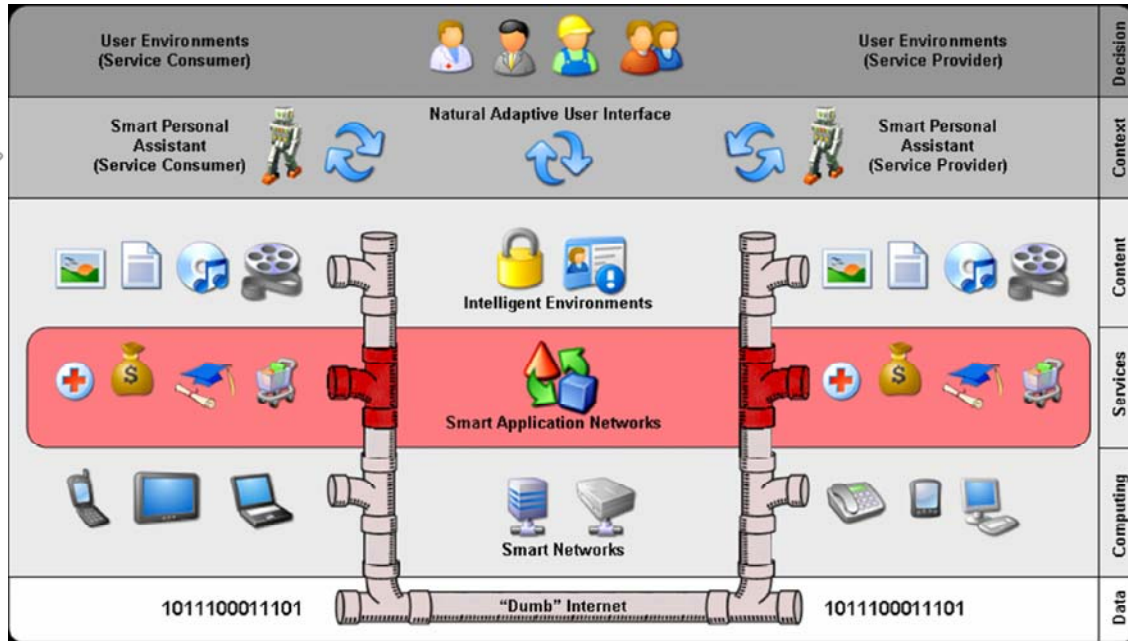 User Environments
(Service Consumer)
User Environments
(Service Provider)
Decision
Natural Adaptive User Interface
Smart Personal
Assistant
(Service Consumer)
Smart Personal
Assistant
(Service Provider)
Context
Intelligent Environments
Content
$
Smart Application Networks
$
Services
Smart Networks
Computing
1011100011101
"Dumb" Internet
1011100011101
Data